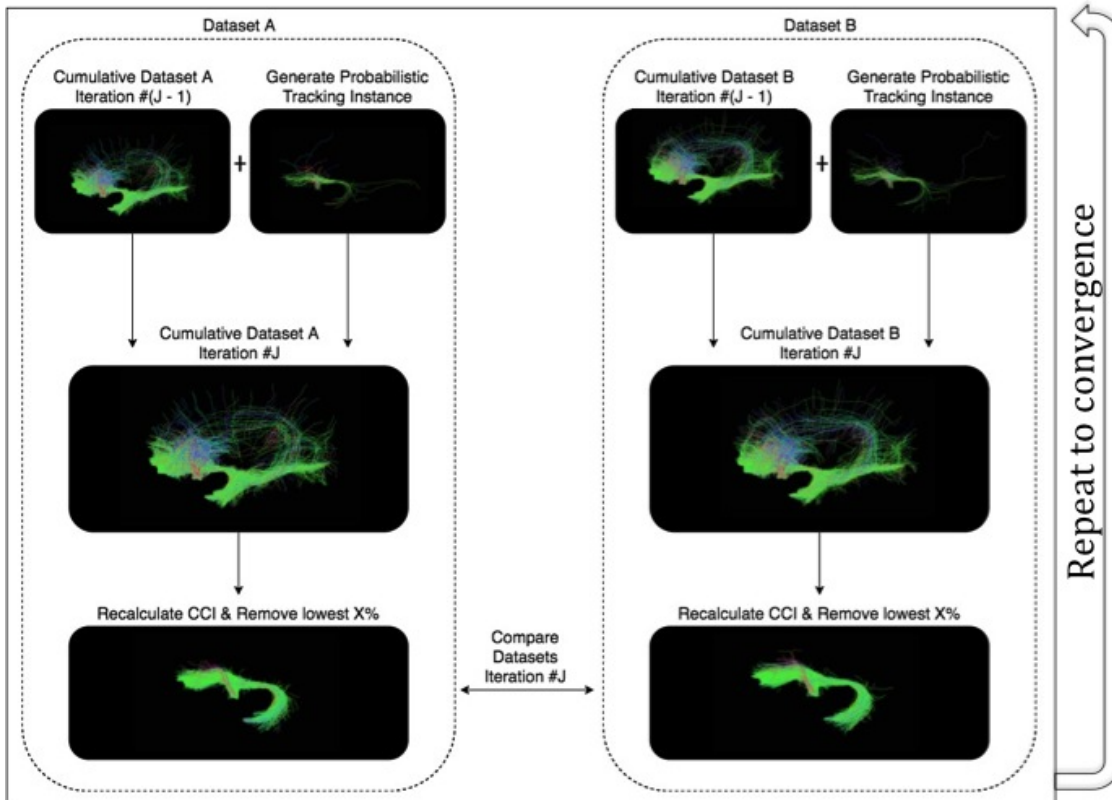 Dataset A
Cumulative Dataset A
Iteration #(J - 1)
Generate Probabilistic
Tracking Instance
+
Cumulative Dataset A
Iteration #J
Recalculate CCI & Remove lowest X%
Compare
Datasets
Iteration #J
Dataset B
Cumulative Dataset B
Iteration #(J - 1)
Generate Probabilistic
Tracking Instance
+
Cumulative Dataset B
Iteration #J
Recalculate CCI & Remove lowest X%
Repeat to convergence